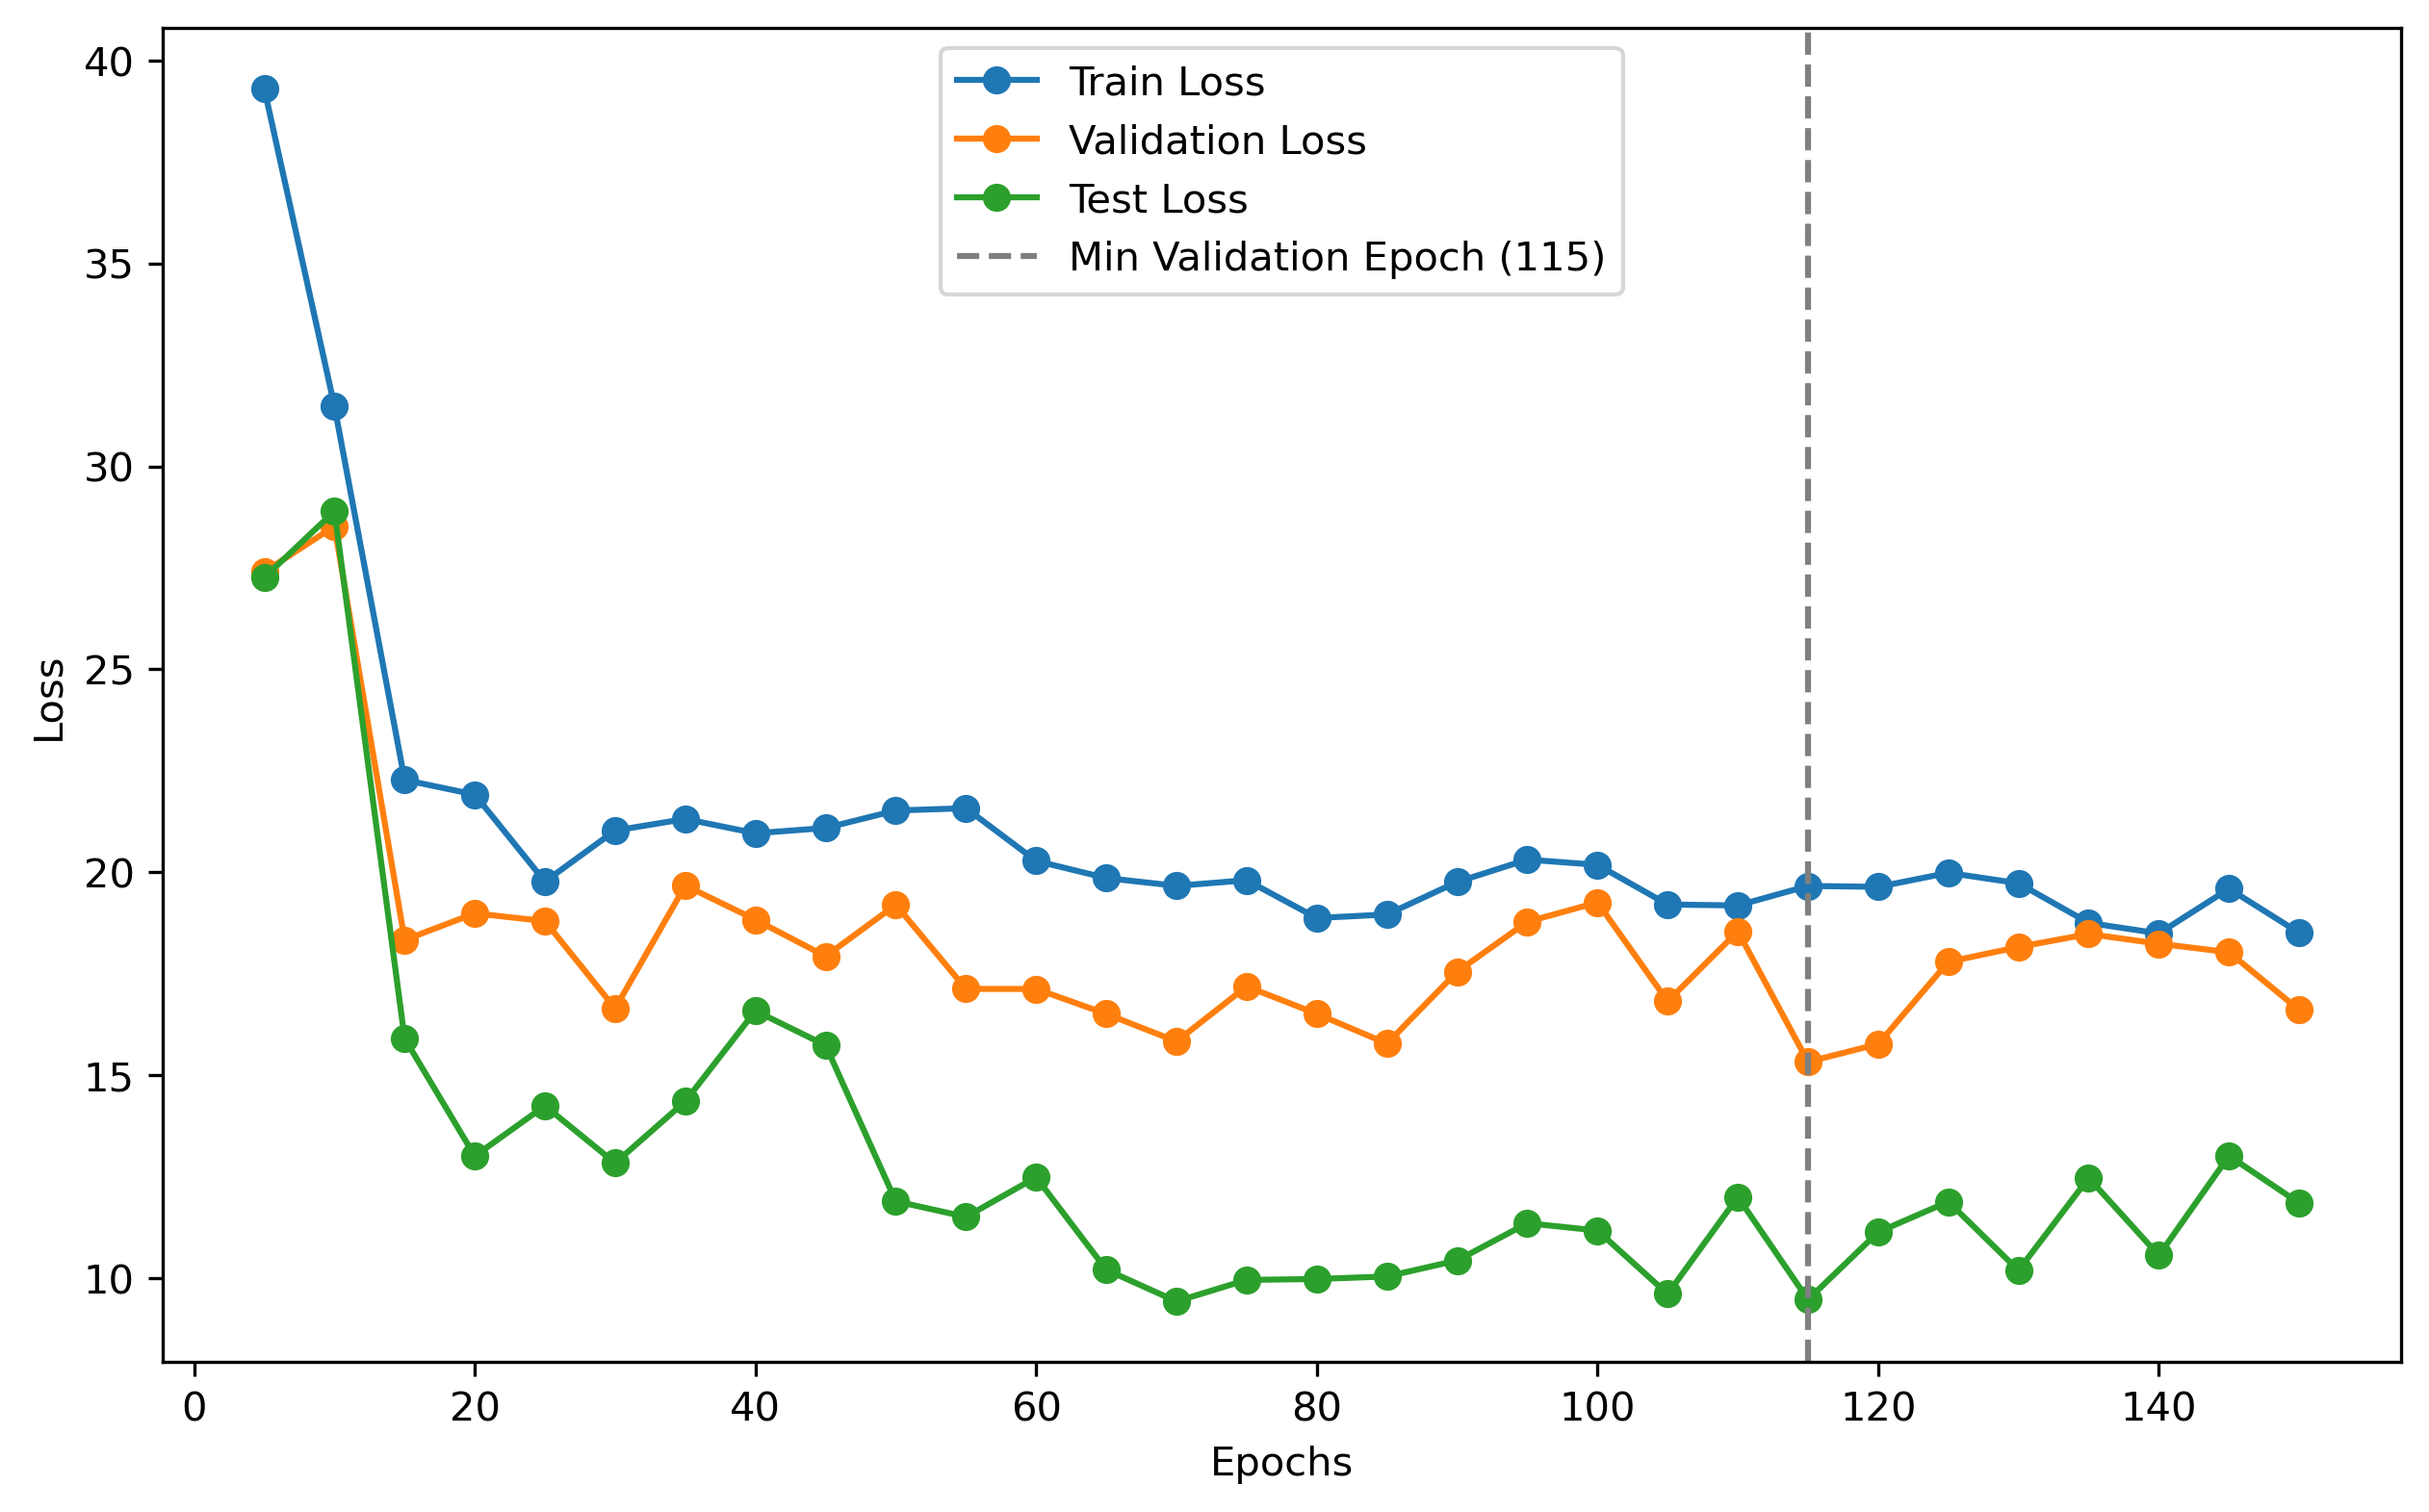 Train Loss
Validation Loss
Test Loss
Min Validation Epoch (115)
40
35
30
25
20
15
10
Loss
0 20 40 60 80 100 120 140
Epochs